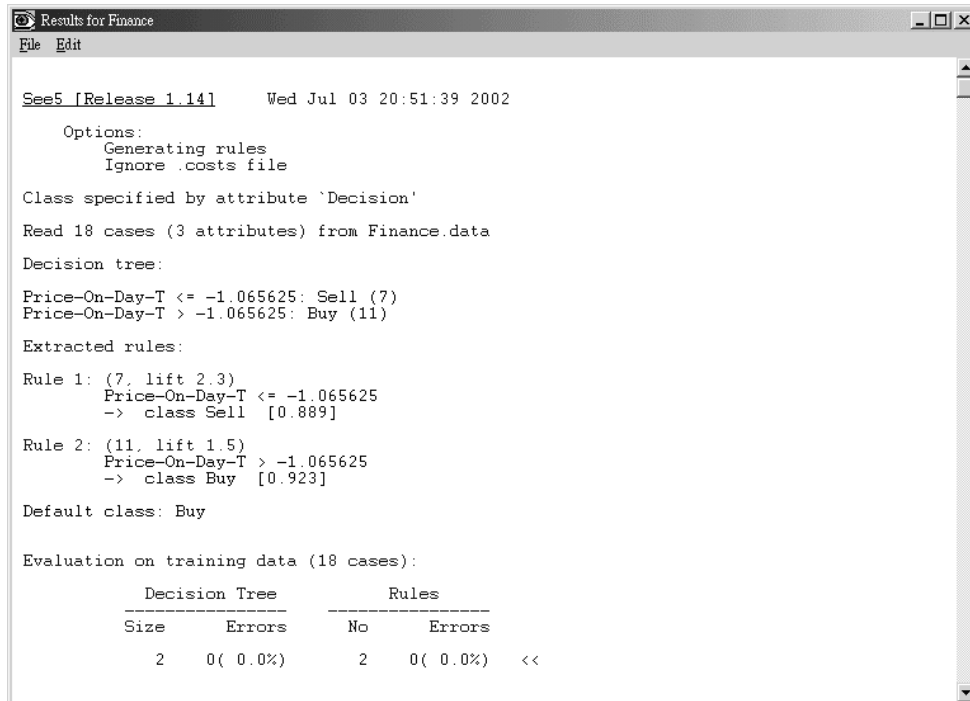 Results for Finance
File Edit
See5 [Release 1.14] Wed Jul 03 20:51:39 2002
Options:
Generating rules
Ignore .costs file
Class specified by attribute `Decision'
Read 18 cases (3 attributes) from Finance.data
Decision tree:
Price-On-Day-T <= -1.065625: Sell (7)
Price-On-Day-T > -1.065625: Buy (11)
Extracted rules:
Rule 1: (7, lift 2.3)
Price-On-Day-T <= -1.065625
-> class Sell [0.889]
Rule 2: (11, lift 1.5)
Price-On-Day-T > -1.065625
-> class Buy [0.923]
Default class: Buy
Evaluation on training data (18 cases):
Decision Tree Rules
---------------- ----------------
Size Errors No Errors
2 0( 0.0%) 2 0( 0.0%) <<